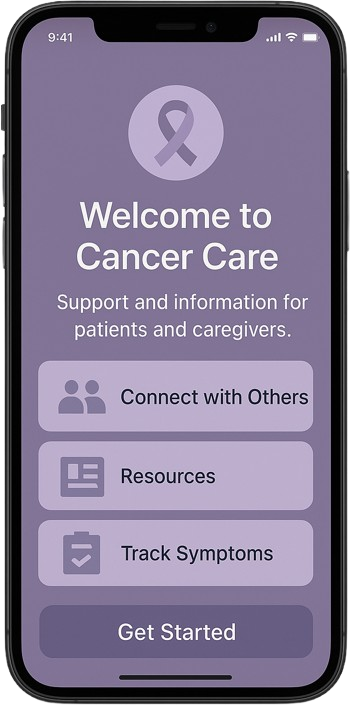 9:41
Welcome to
Cancer Care
Support and information for
patients and caregivers.
Connect with Others
Resources
Track Symptoms
Get Started